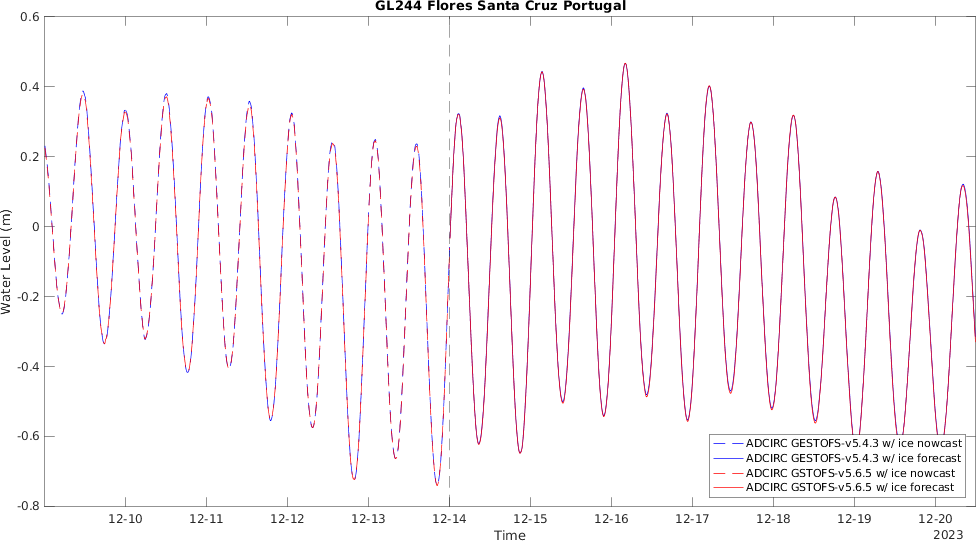 GL244 Flores Santa Cruz Portugal
0.6
0.4
0.2
0
-0.2
-0.4
-0.6
-0.8
Water Level (m)
12-10 12-11 12-12 12-13 12-14 12-15 12-16 12-17 12-18 12-19 12-20
Time
2023
ADCIRC GESTOFS-v5.4.3 w/ ice nowcast
ADCIRC GESTOFS-v5.4.3 w/ ice forecast
ADCIRC GSTOFS-v5.6.5 w/ ice nowcast
ADCIRC GSTOFS-v5.6.5 w/ ice forecast